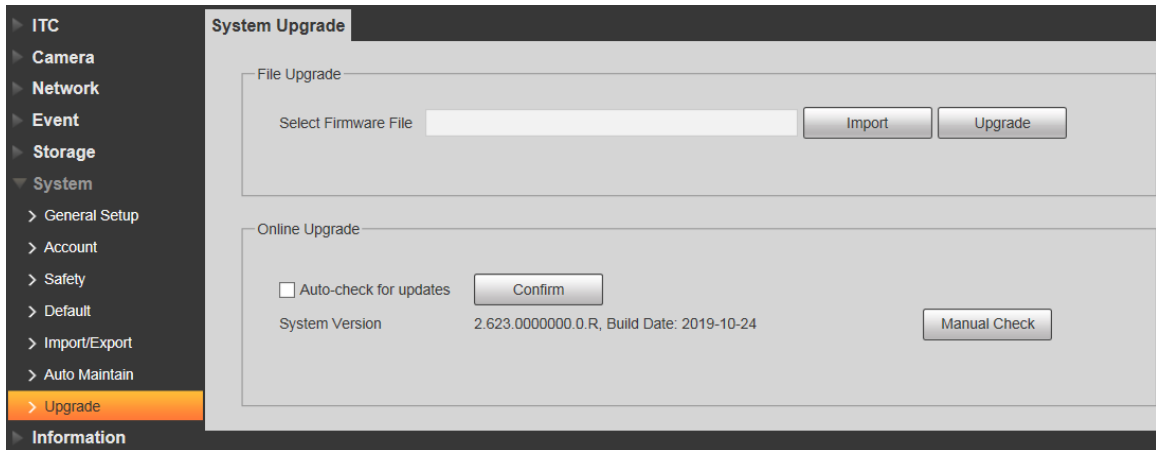 ITC
Camera
Network
Event
Storage
System
General Setup
Account
Safety
Default
Import/Export
Auto Maintain
Upgrade
Information
System Upgrade
File Upgrade
Select Firmware File Import Upgrade
Online Upgrade
Auto-check for updates Confirm
System Version 2.623.0000000.0.R, Build Date: 2019-10-24 Manual Check